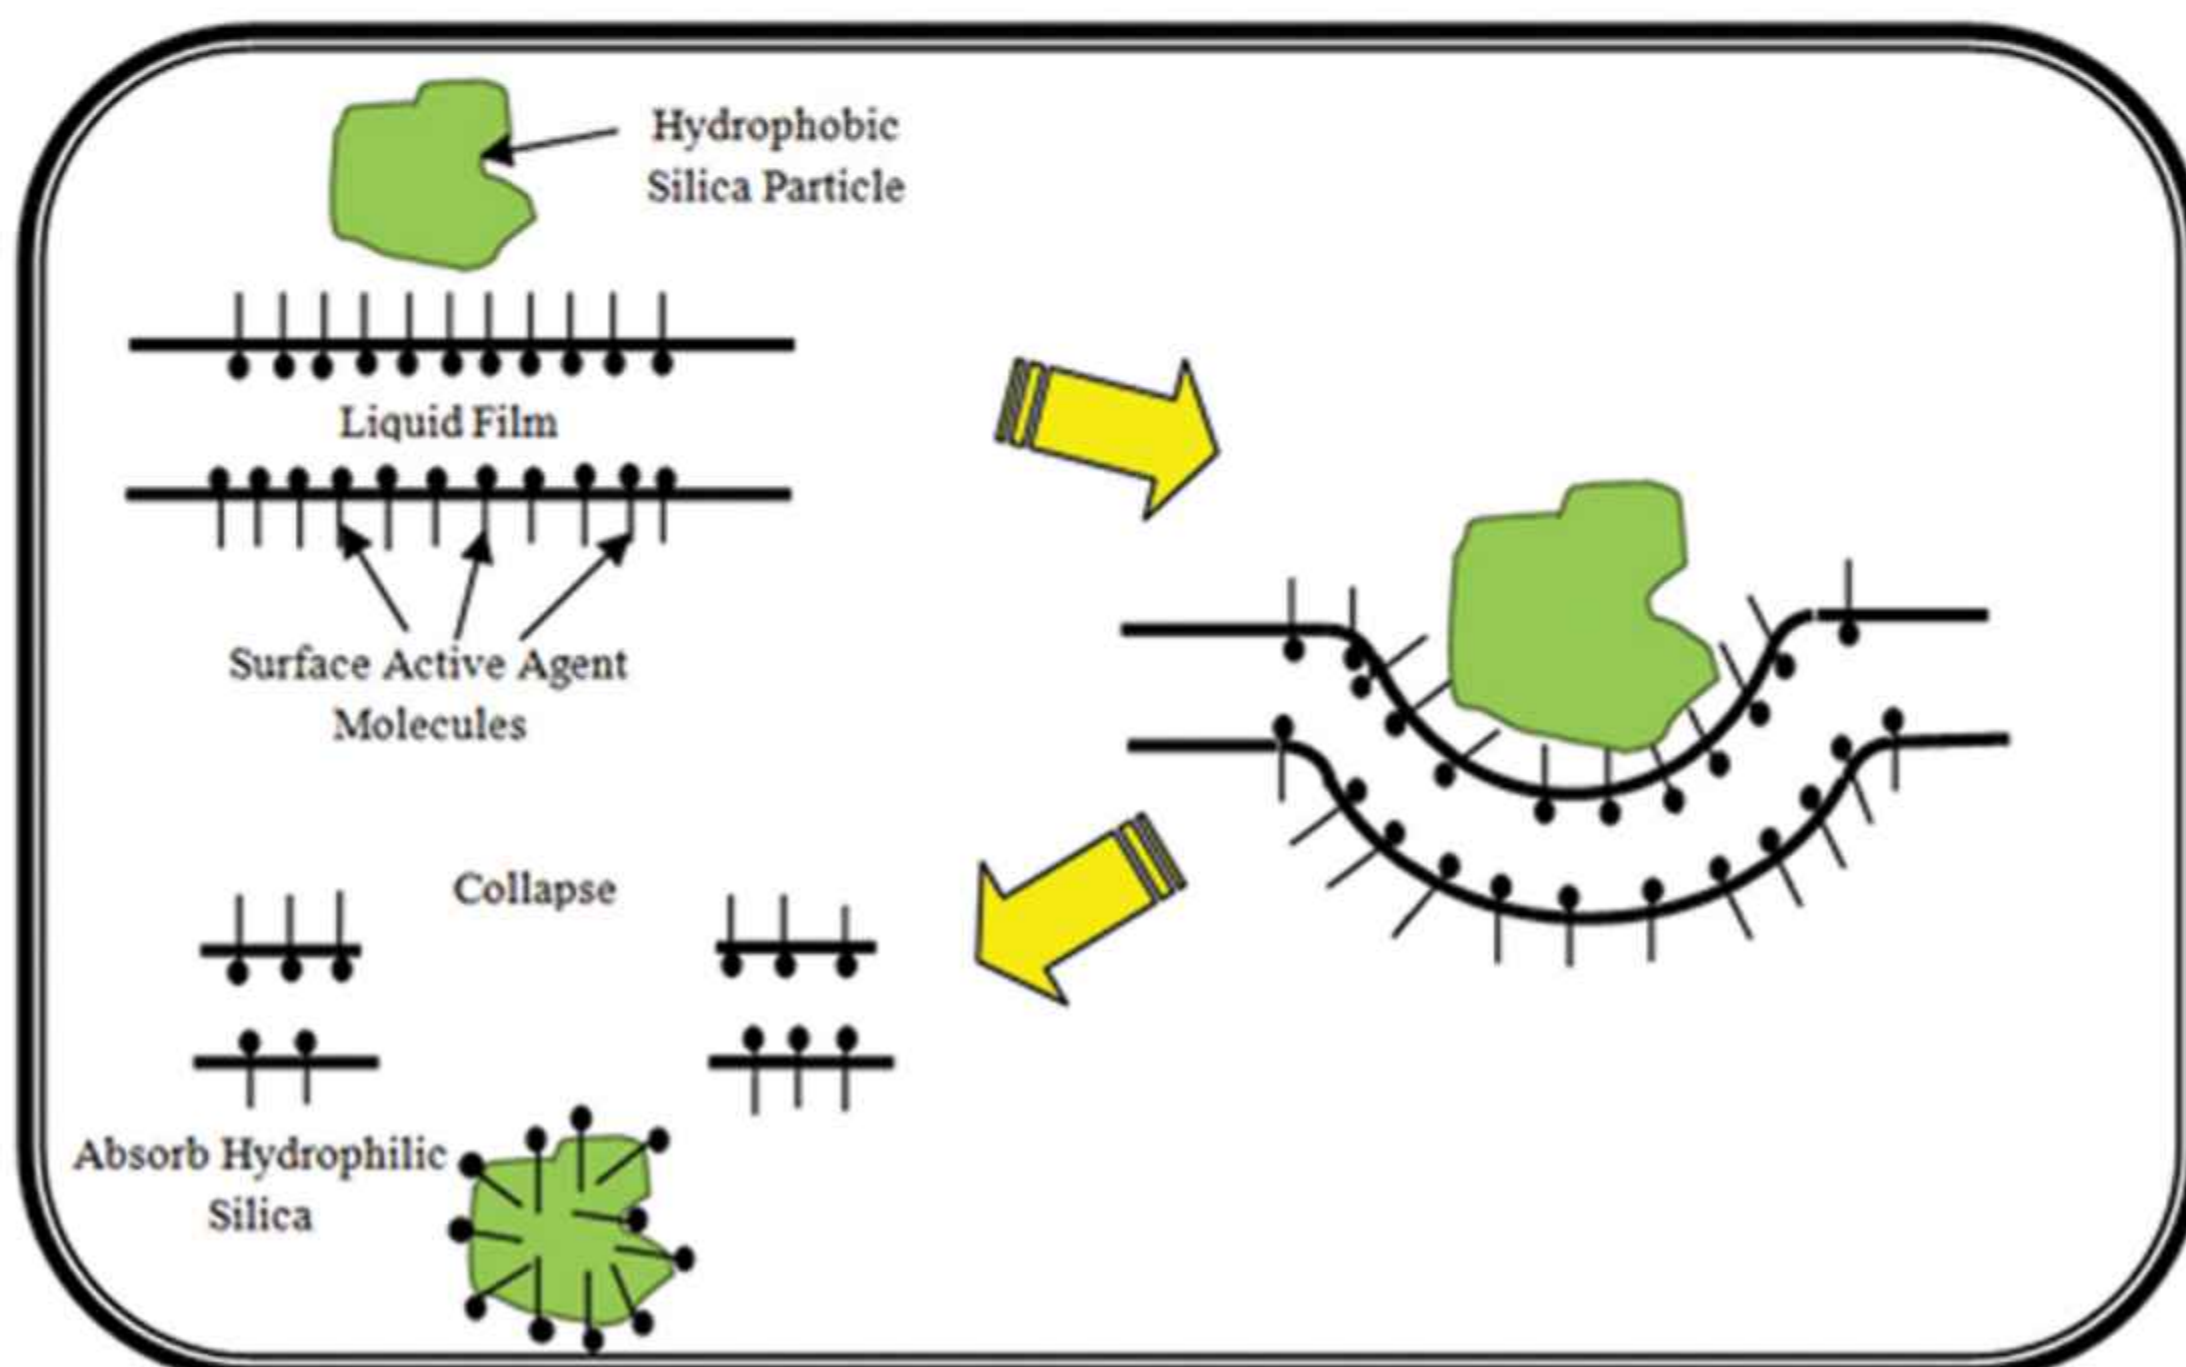 Hydrophobic
Silica Particle
Liquid Film
Surface Active Agent
Molecules
Collapse
Absorb Hydrophilic
Silica